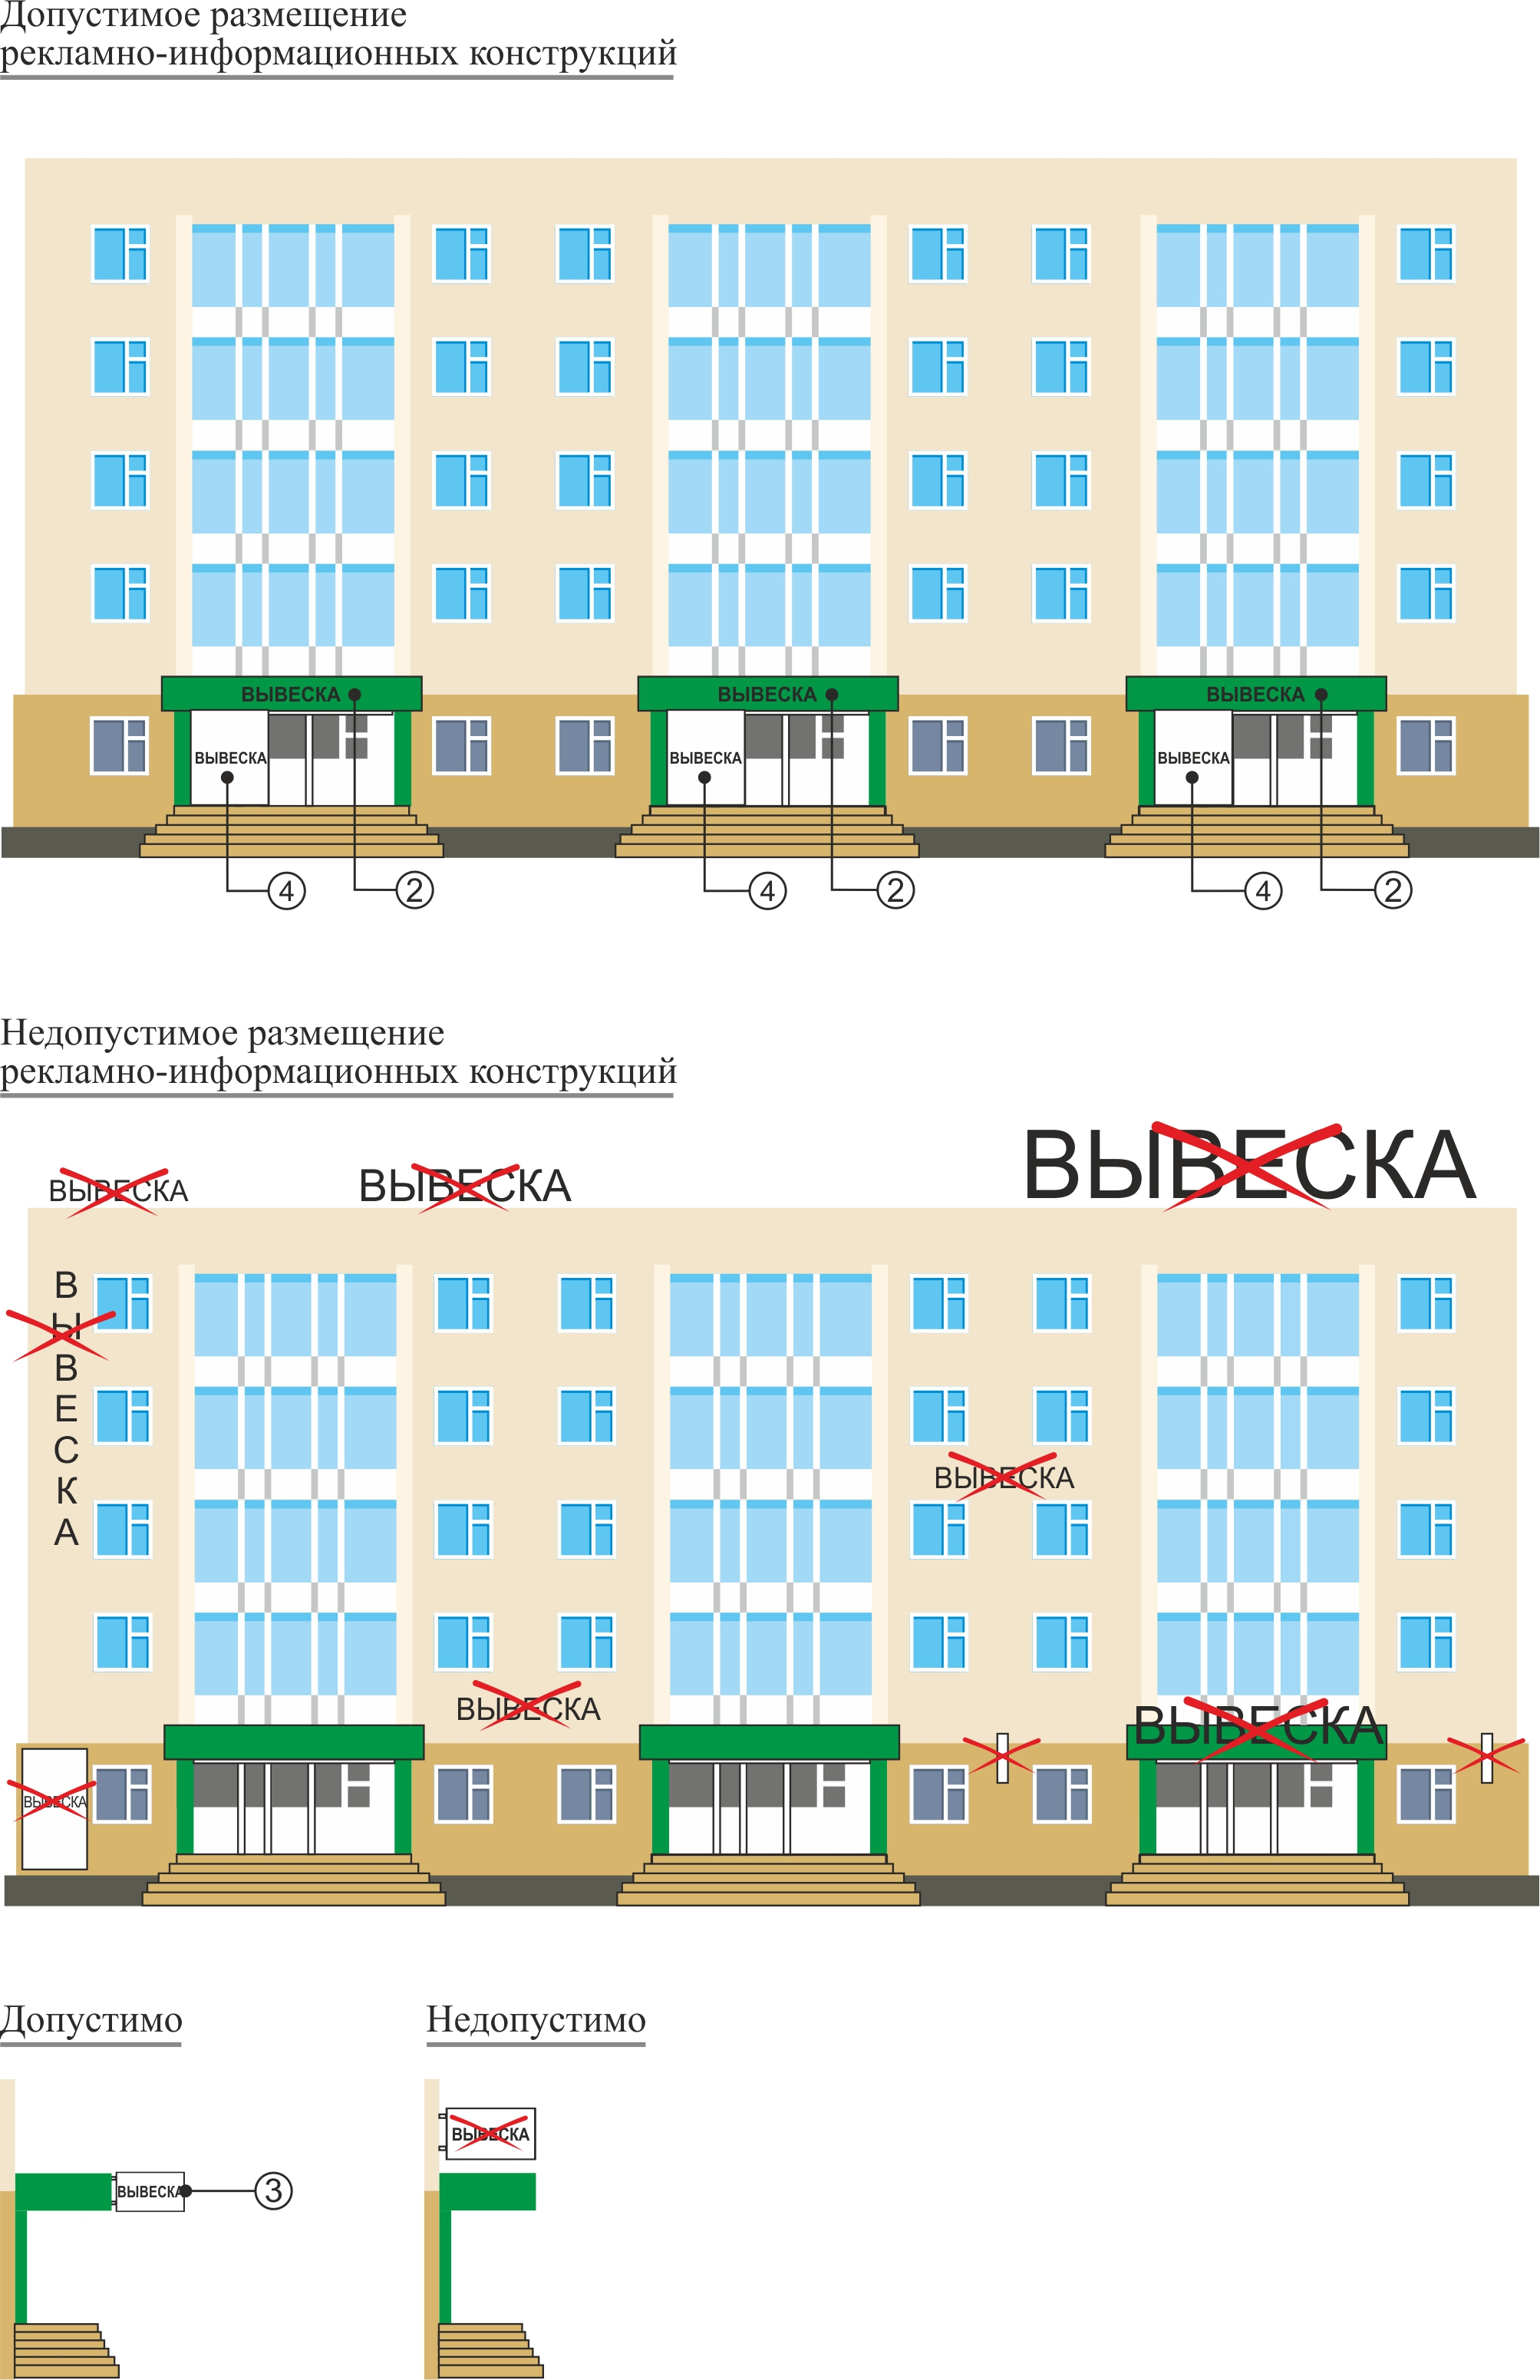 Допустимое размещение
рекламно-информационных конструкций
ВЫВЕСКА
ВЫВЕСКА
ВЫВЕСКА
ВЫВЕСКА
ВЫВЕСКА
ВЫВЕСКА
4
2
4
2
4
2
Недопустимое размещение
рекламно-информационных конструкций
ВЫВЕСКА
ВЫВЕСКА
ВЫВЕСКА
ВЫВЕСКА
ВЫВЕСКА
ВЫВЕСКА
ВЫВЕСКА
ВЫВЕСКА
Допустимо
Недопустимо
ВЫВЕСКА
ВЫВЕСКА
3